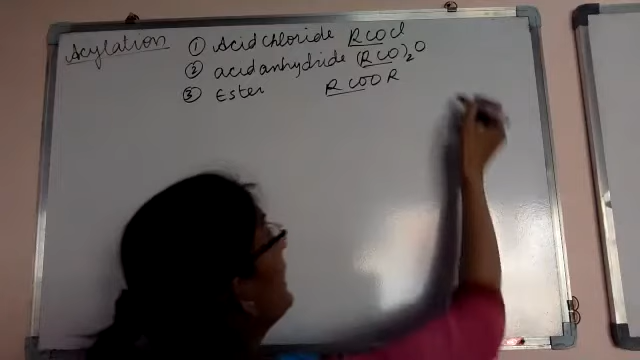 Acylation ① Acid chloride RCOCl
② acid anhydride (RCO)₂O
③ Ester RCOOR